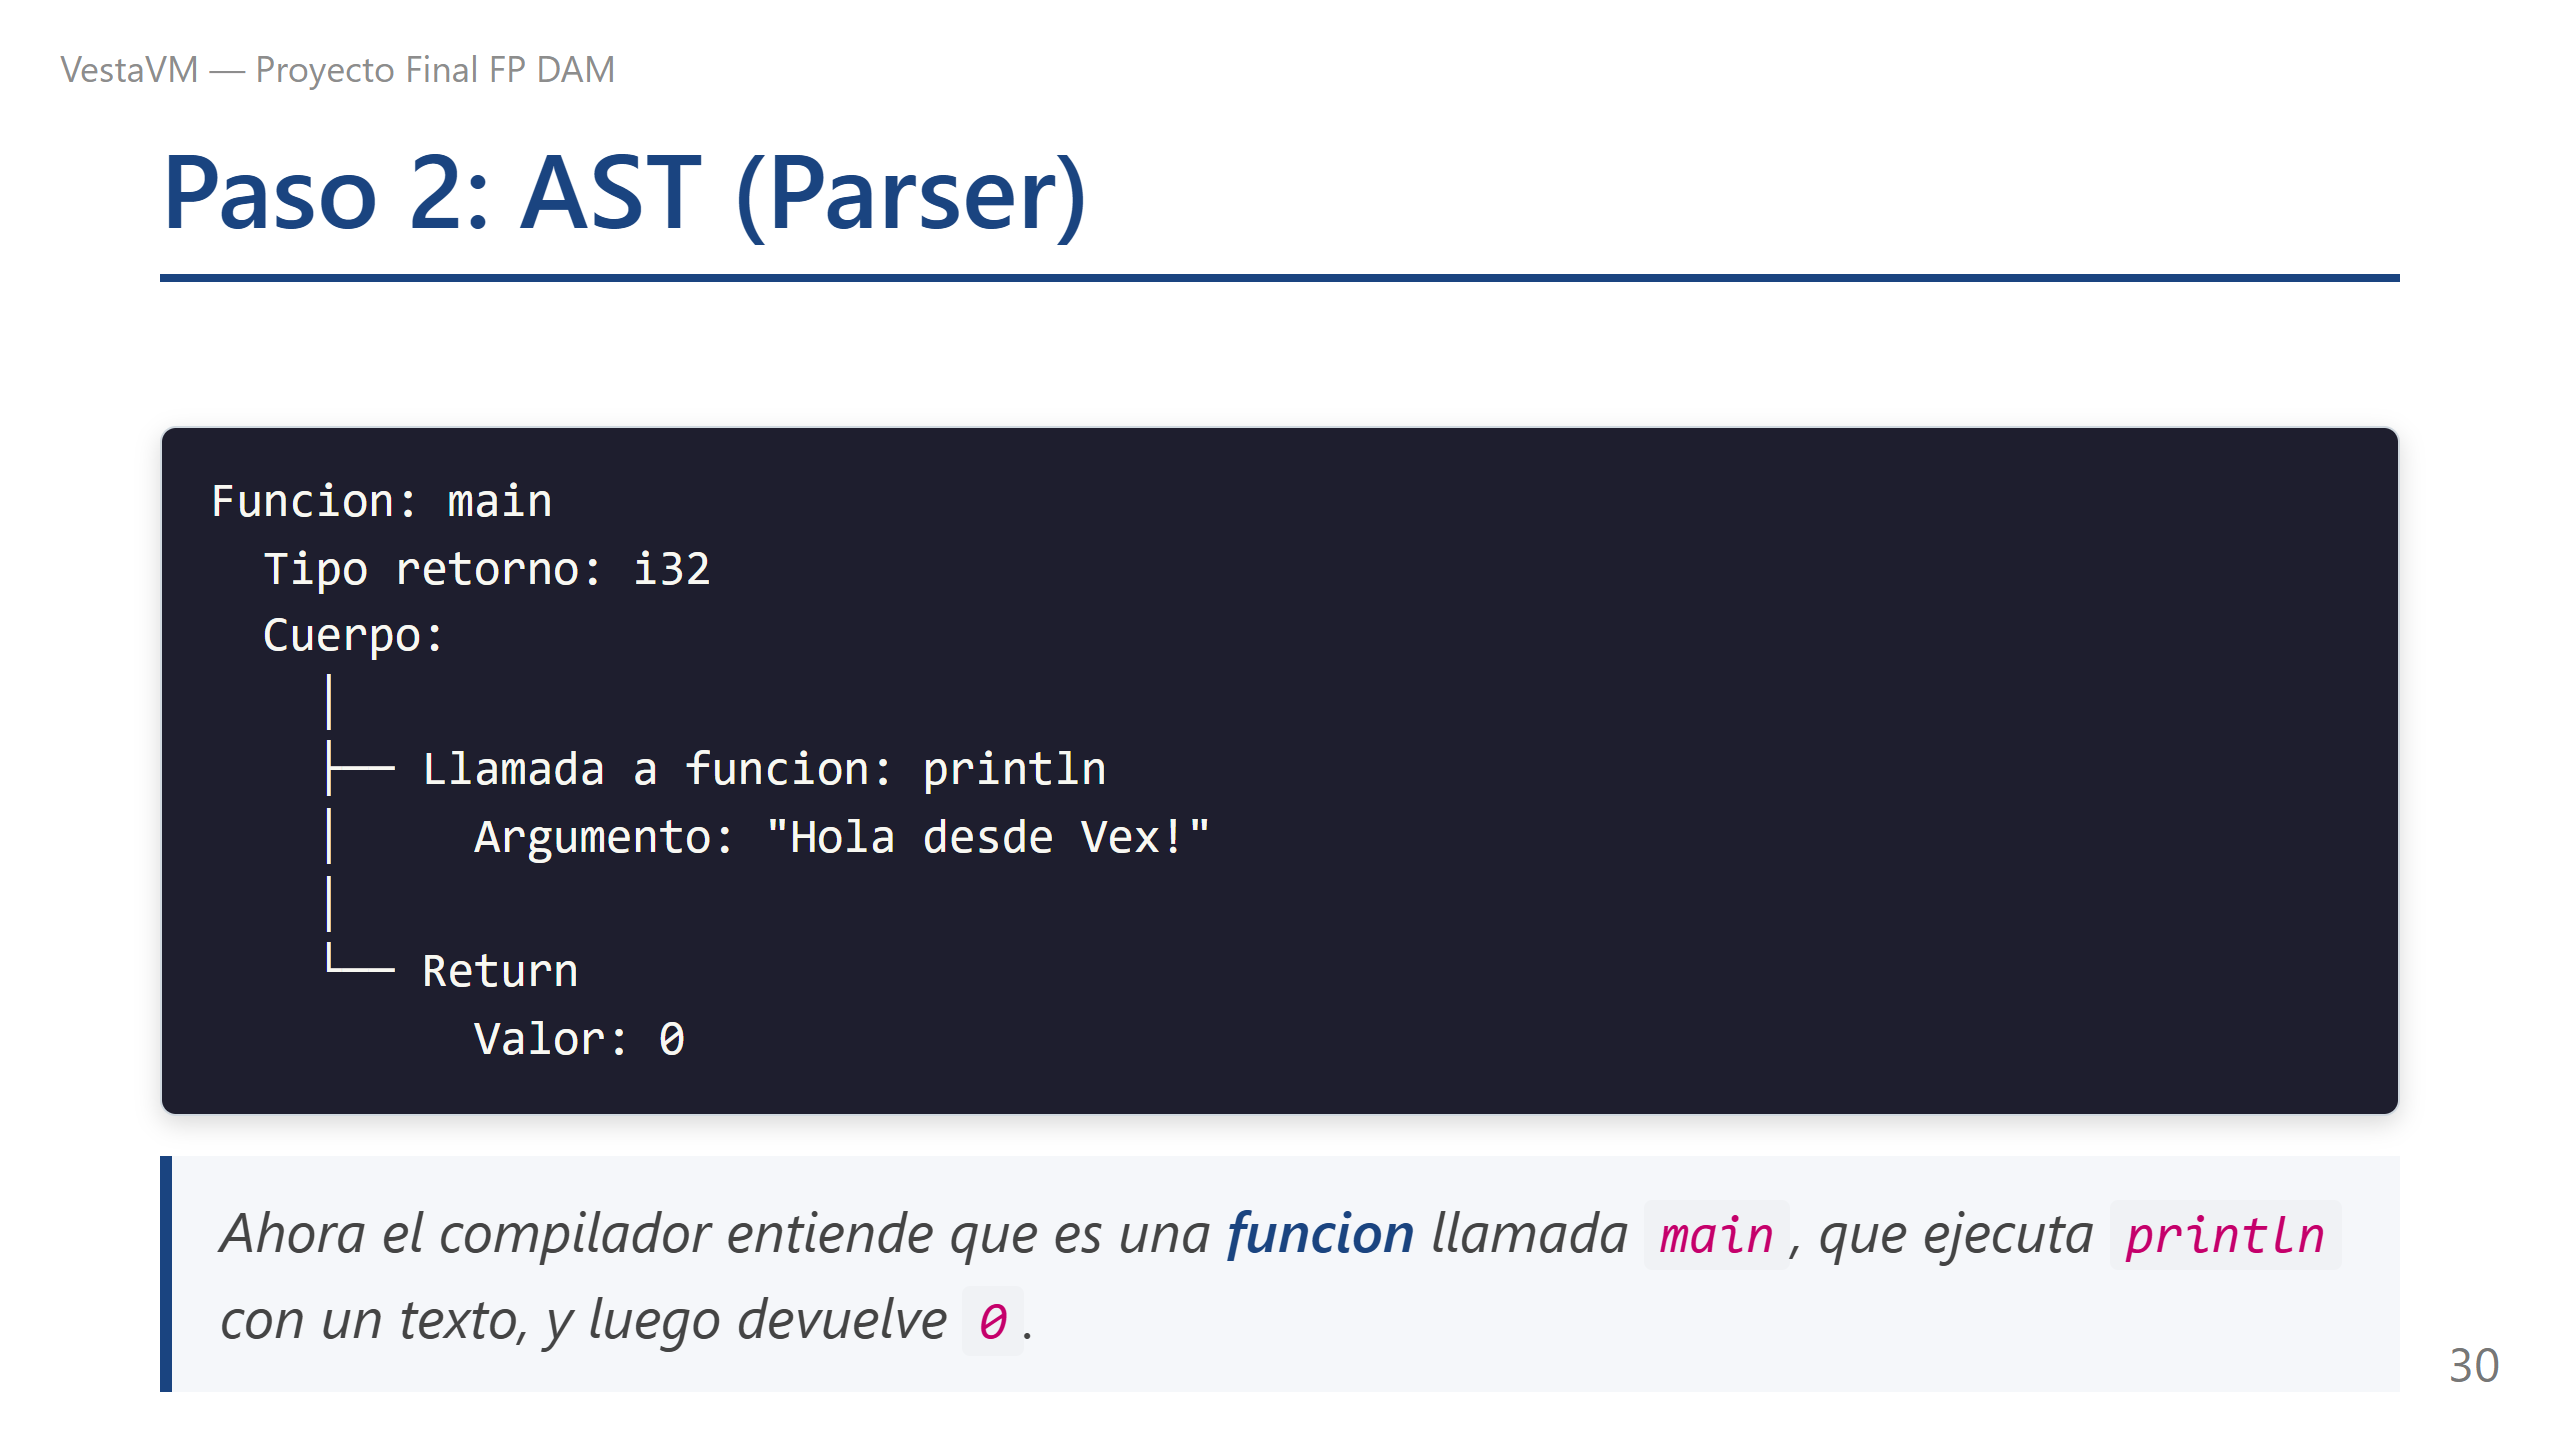 VestaVM — Proyecto Final FP DAM
Paso 2: AST (Parser)
Funcion: main
  Tipo retorno: i32
  Cuerpo:
    │
    ├── Llamada a funcion: println
    │     Argumento: "Hola desde Vex!"
    │
    └── Return
          Valor: 0
Ahora el compilador entiende que es una funcion llamada main, que ejecuta println
con un texto, y luego devuelve 0.
30